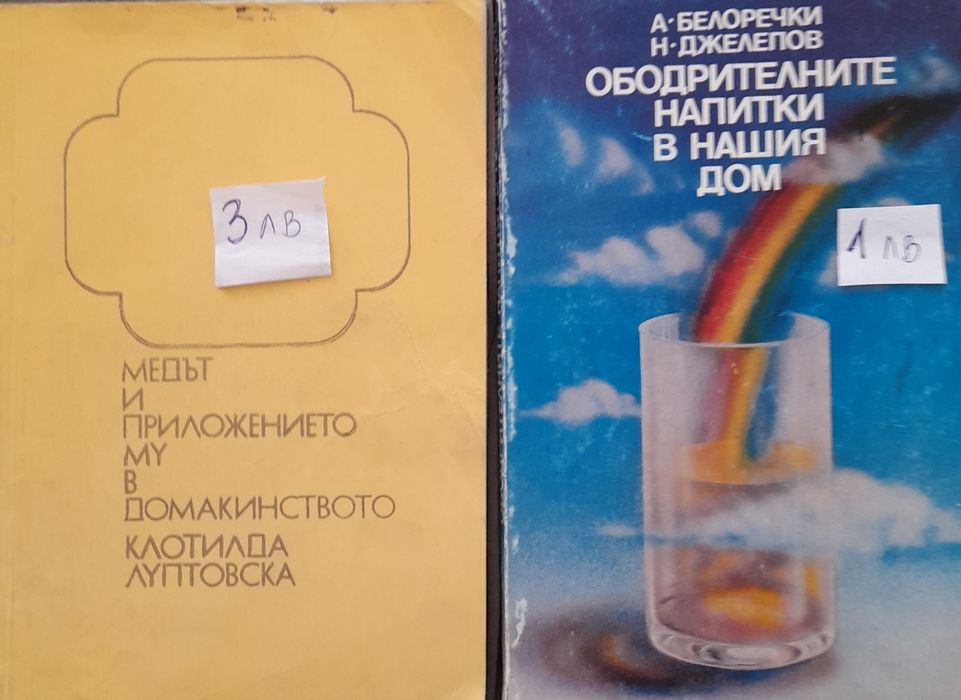 3 лв
МЕДЪТ
И
ПРИЛОЖЕНИЕТО
МУ
В
ДОМАКИНСТВОТО
КЛОТИЛДА
ЛУПТОВСКА
А·БЕЛОРЕЧКИ
Н·ДЖЕЛЕПОВ
ОБОДРИТЕЛНИТЕ
НАПИТКИ
В НАШИЯ
ДОМ
1 лв